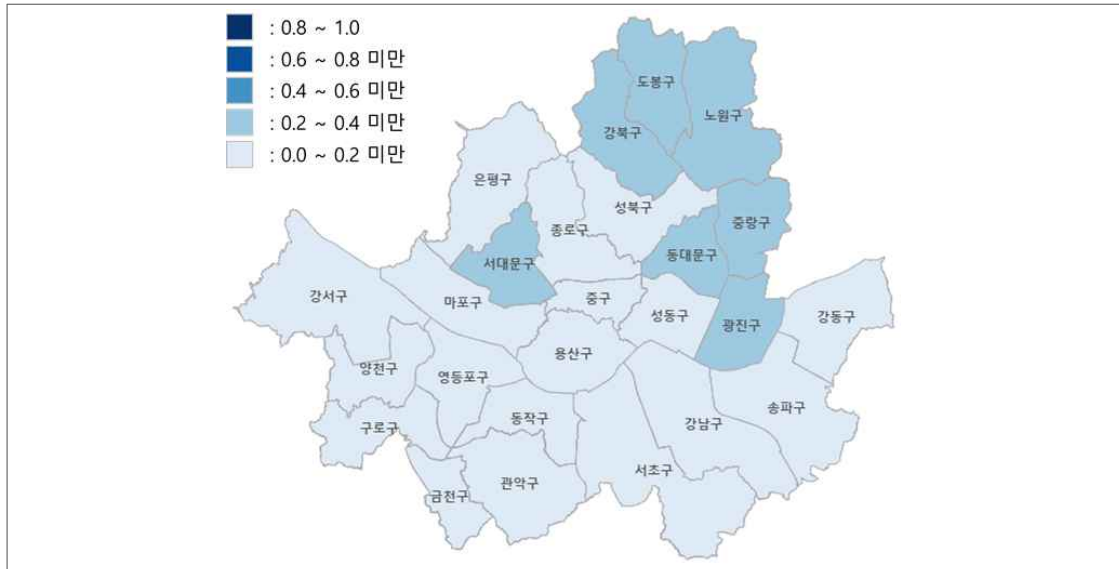 : 0.8 ~ 1.0
: 0.6 ~ 0.8 미만
: 0.4 ~ 0.6 미만
: 0.2 ~ 0.4 미만
: 0.0 ~ 0.2 미만
도봉구
노원구
강북구
은평구
성북구
중랑구
종로구
동대문구
서대문구
강서구
마포구
중구
성동구
광진구
강동구
용산구
양천구
영등포구
송파구
동작구
강남구
구로구
서초구
관악구
금천구